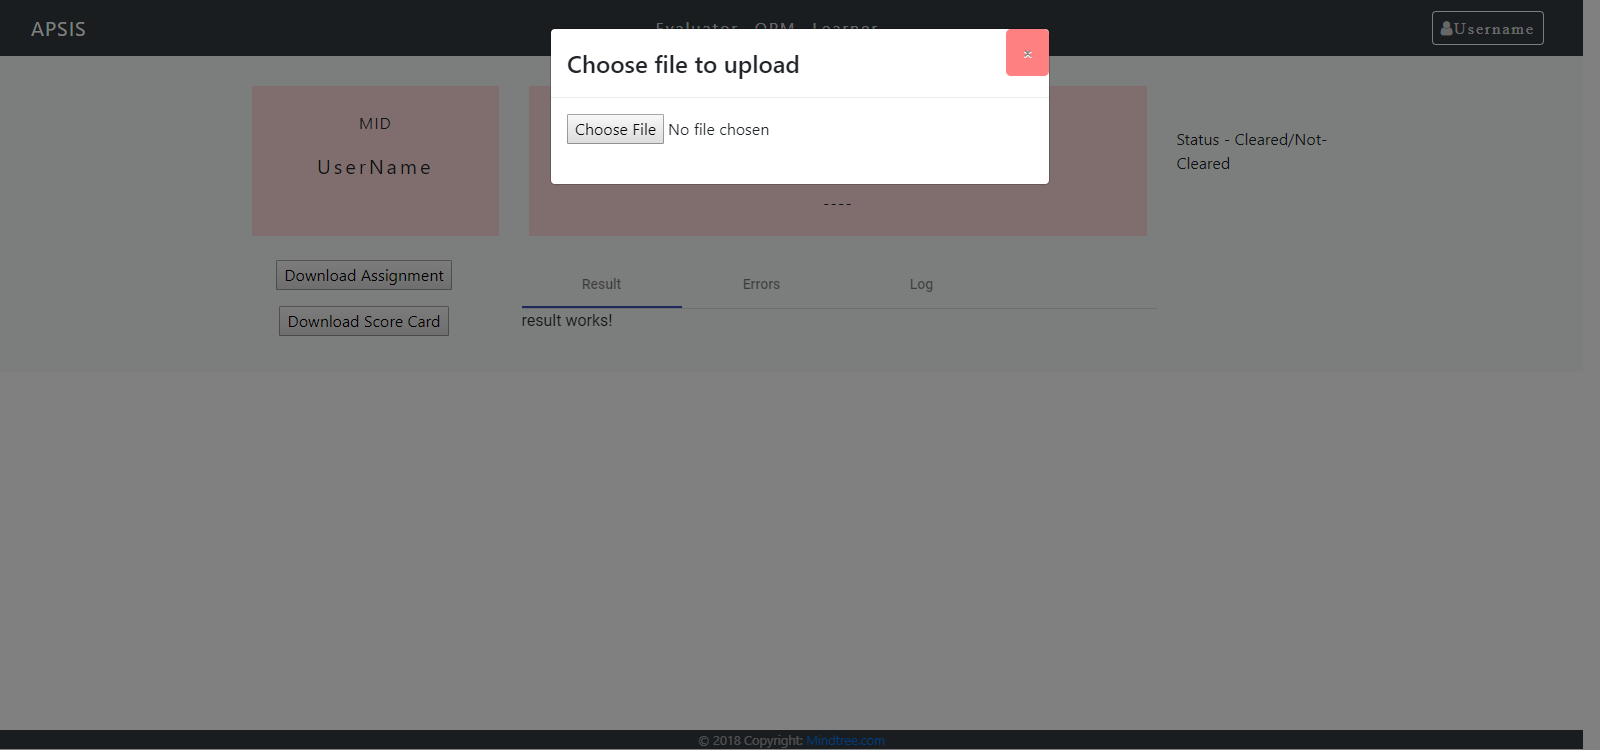 APSIS
Evaluator ORM Learner
Username
Choose file to upload
×
Choose File No file chosen
MID
UserName
----
Status - Cleared/Not-
Cleared
Download Assignment
Download Score Card
Result Errors Log
result works!
© 2018 Copyright: Mindtree.com